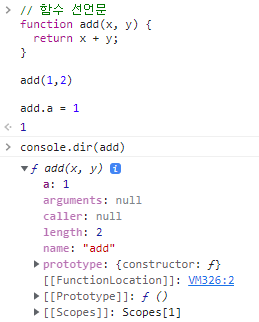 // 함수 선언문
function add(x, y) {
  return x + y;
}
add(1,2)
add.a = 1
1
console.dir(add)
ƒ add(x, y) i
a: 1
arguments: null
caller: null
length: 2
name: "add"
prototype: {constructor: ƒ}
[[FunctionLocation]]: VM326:2
[[Prototype]]: ƒ ()
[[Scopes]]: Scopes[1]